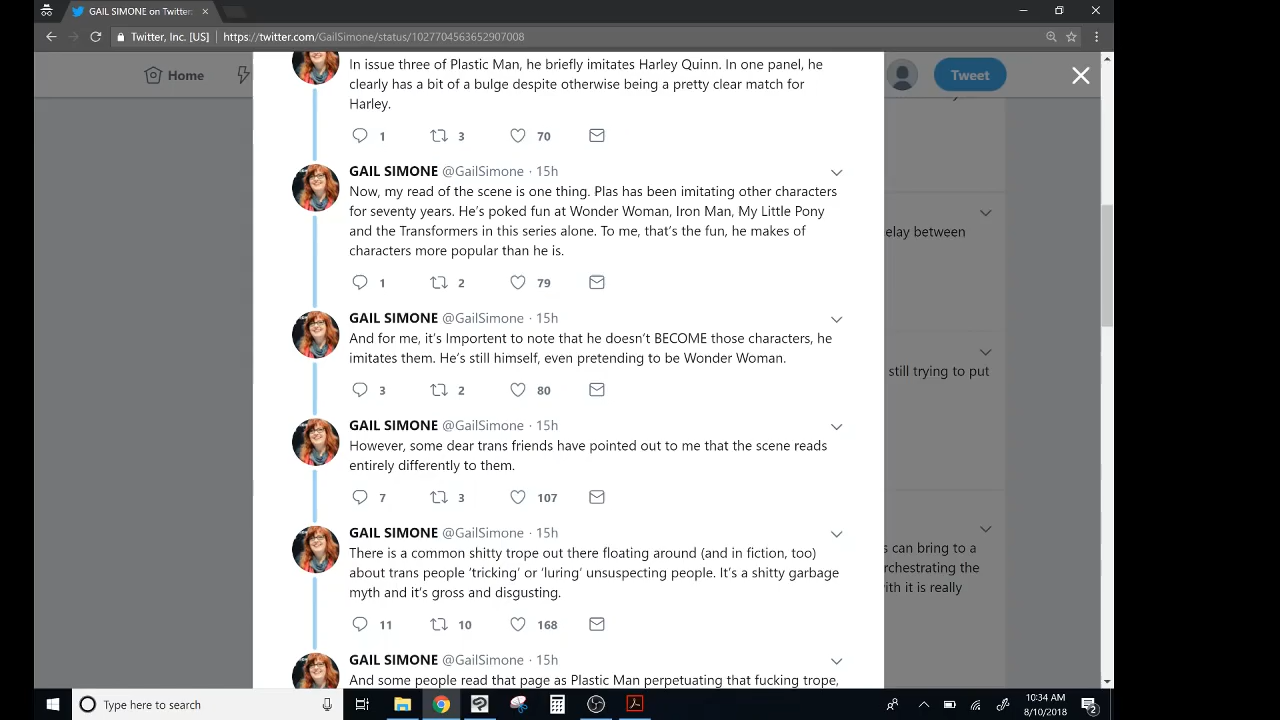 GAIL SIMONE on Twitter:
Twitter, Inc. [US] https://twitter.com/GailSimone/status/1027704563652907008
Home
Tweet
In issue three of Plastic Man, he briefly imitates Harley Quinn. In one panel, he
clearly has a bit of a bulge despite otherwise being a pretty clear match for
Harley.
1 3 70
GAIL SIMONE @GailSimone · 15h
Now, my read of the scene is one thing. Plas has been imitating other characters
for seventy years. He's poked fun at Wonder Woman, Iron Man, My Little Pony
and the Transformers in this series alone. To me, that's the fun, he makes of
characters more popular than he is.
1 2 79
GAIL SIMONE @GailSimone · 15h
And for me, it's Importent to note that he doesn't BECOME those characters, he
imitates them. He's still himself, even pretending to be Wonder Woman.
3 2 80
GAIL SIMONE @GailSimone · 15h
However, some dear trans friends have pointed out to me that the scene reads
entirely differently to them.
7 3 107
GAIL SIMONE @GailSimone · 15h
There is a common shitty trope out there floating around (and in fiction, too)
about trans people 'tricking' or 'luring' unsuspecting people. It's a shitty garbage
myth and it's gross and disgusting.
11 10 168
GAIL SIMONE @GailSimone · 15h
And some people read that page as Plastic Man perpetuating that fucking trope,
elay between
still trying to put
s can bring to a
rchestrating the
ith it is really
Type here to search
10:34 AM
8/10/2018
2